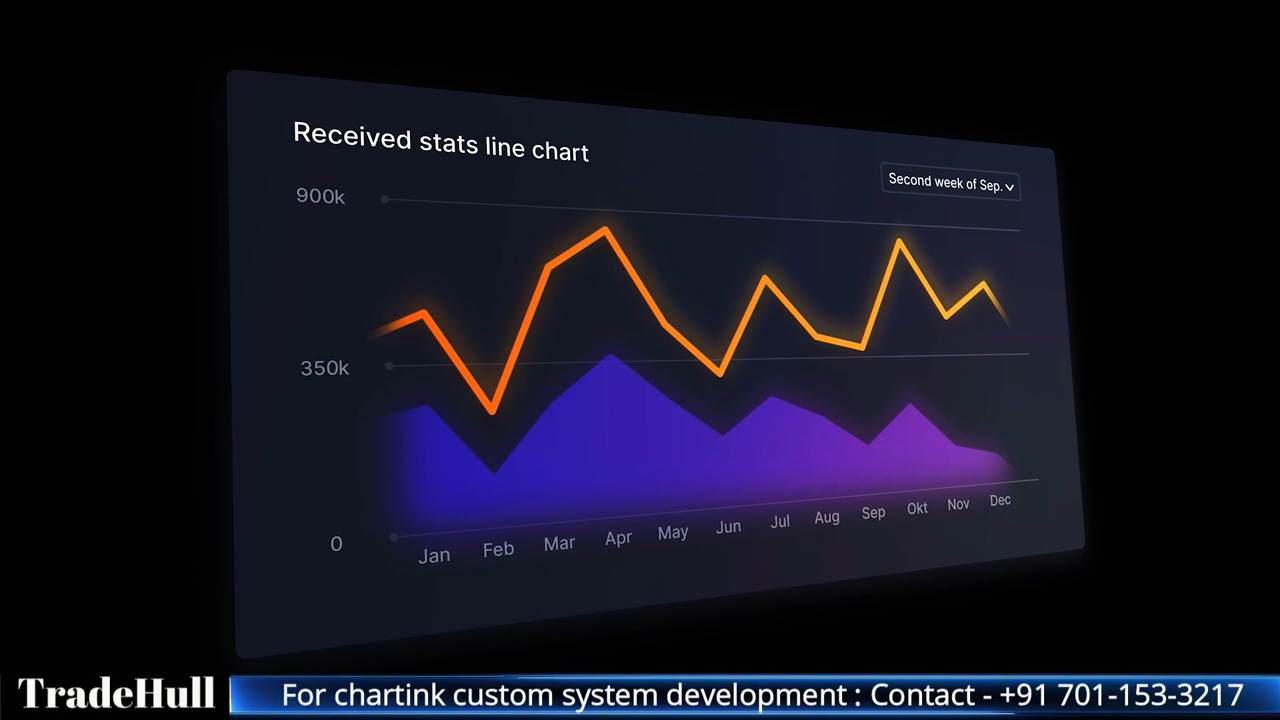 Received stats line chart
Second week of Sep.
900k
350k
0
Jan Feb Mar Apr May Jun Jul Aug Sep Okt Nov Dec
TradeHull
For chartink custom system development : Contact - +91 701-153-3217